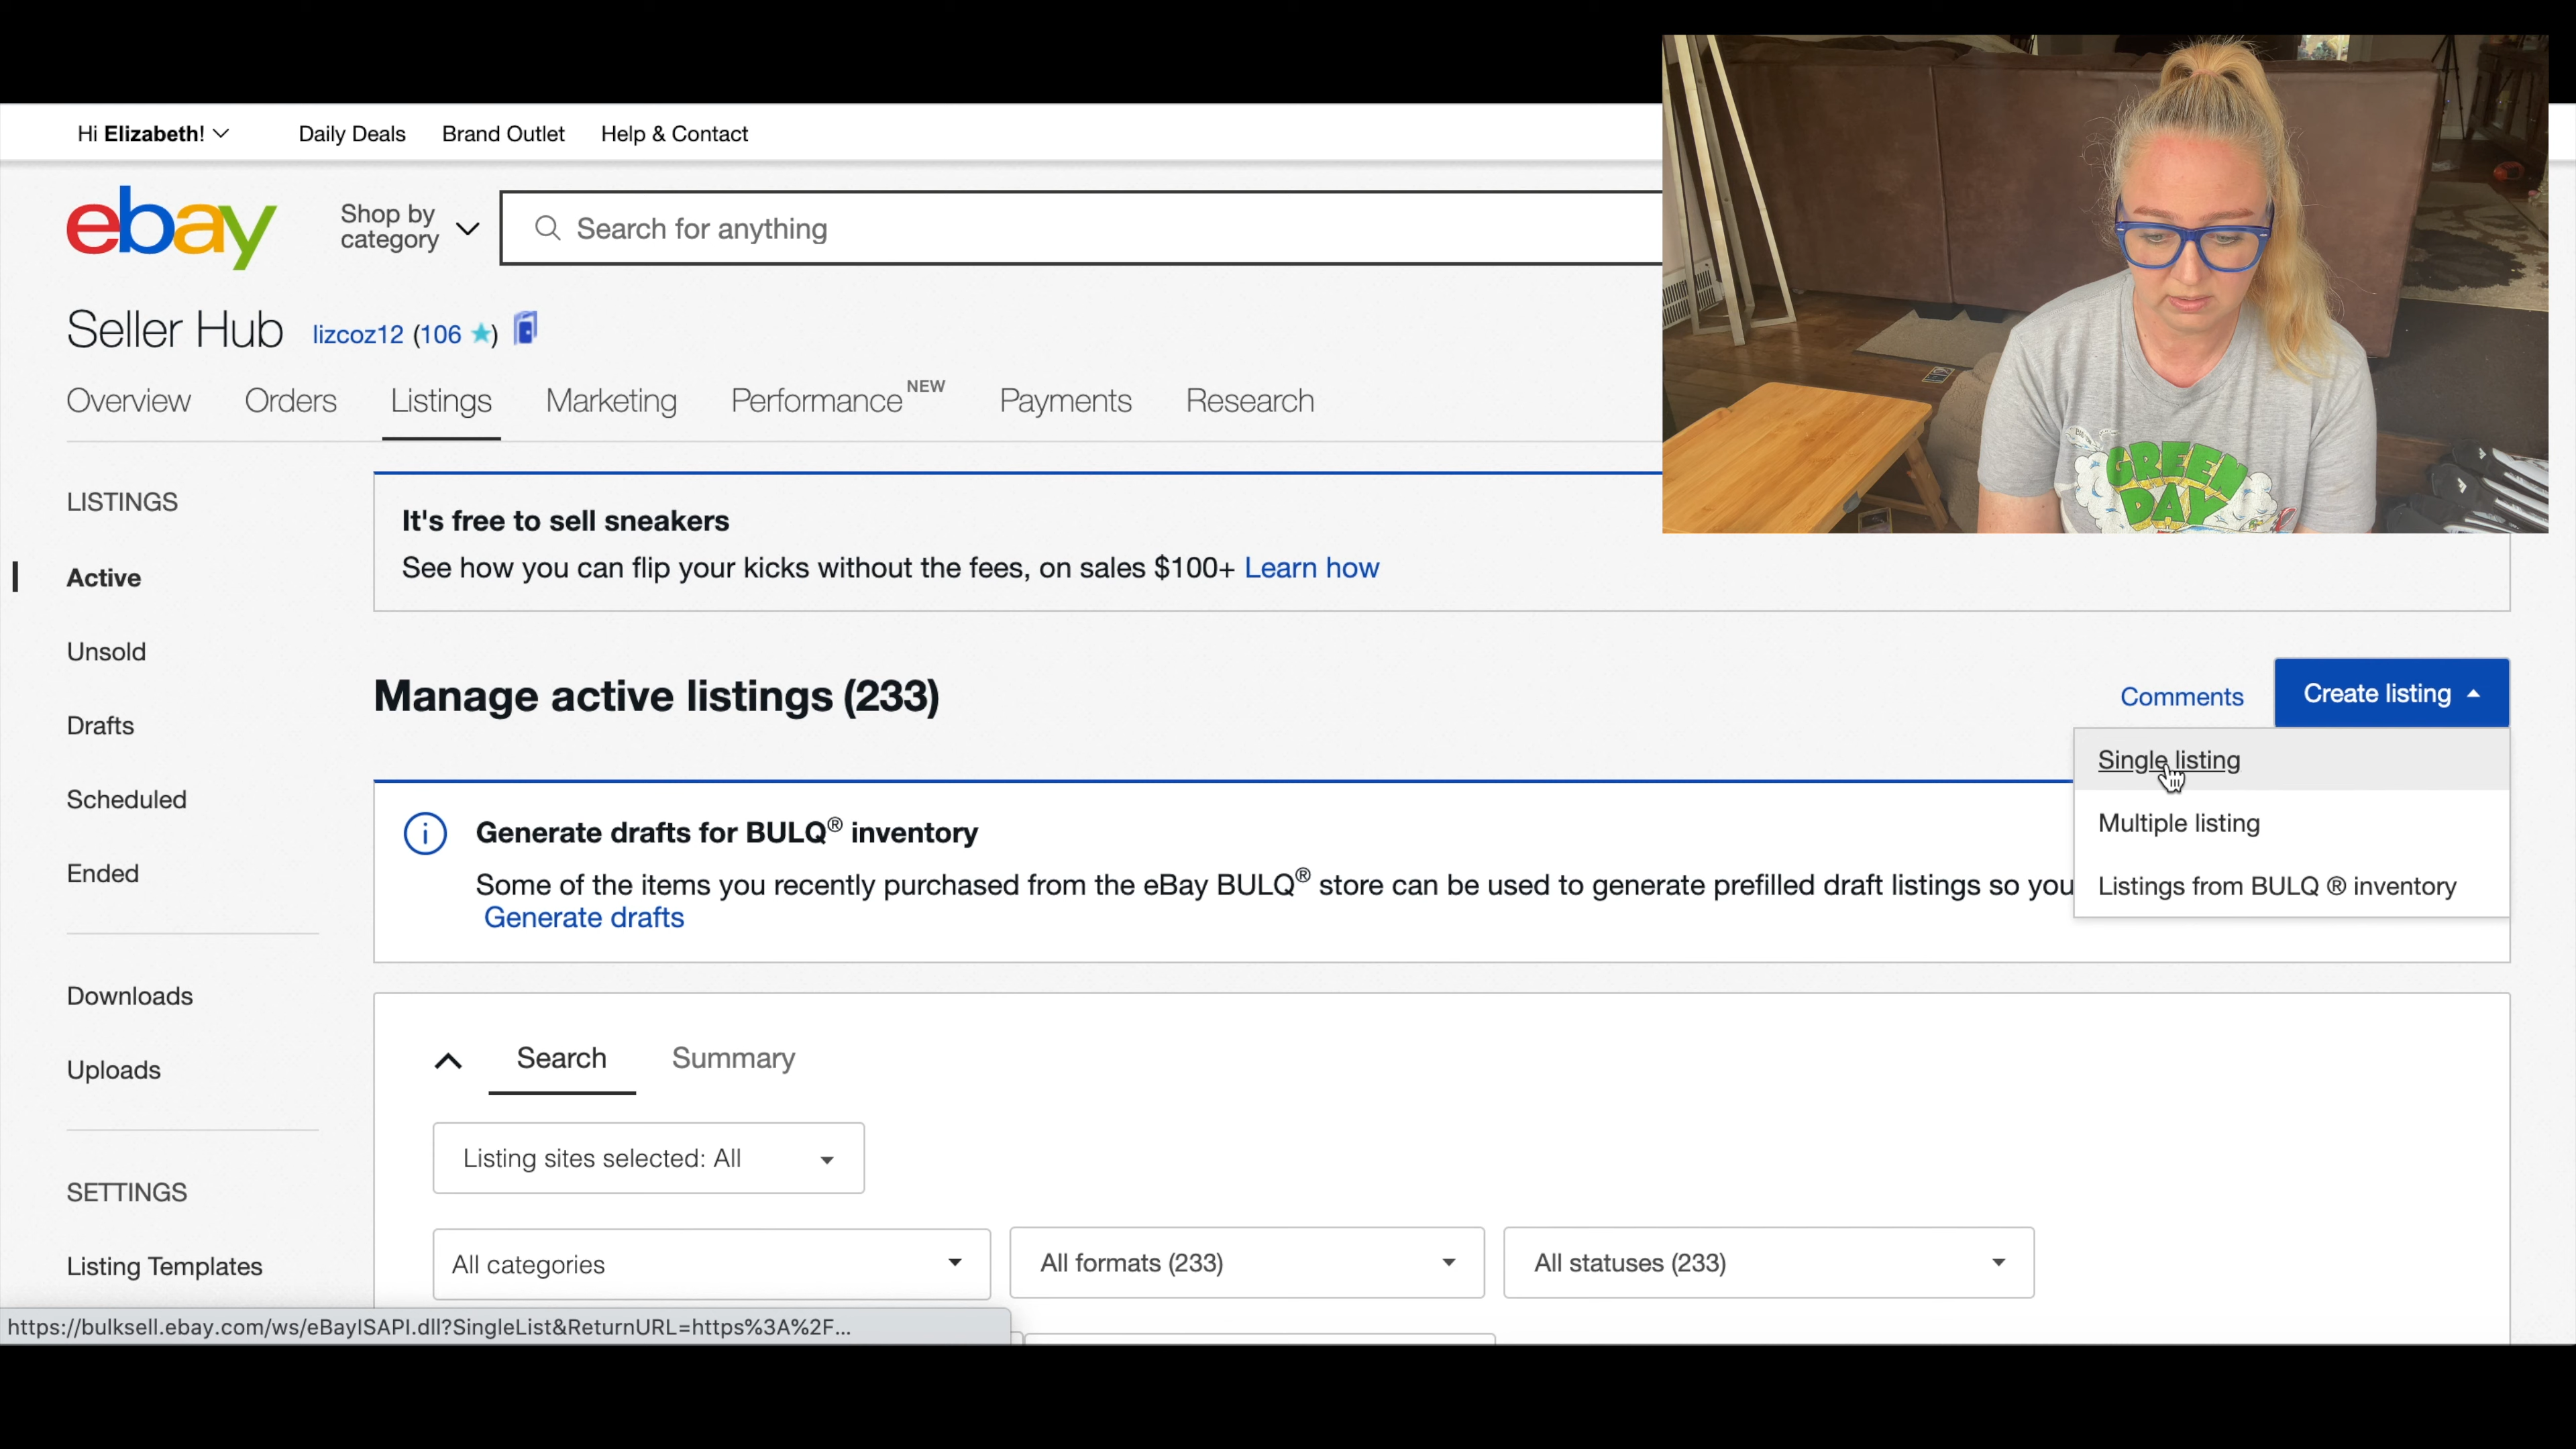 Hi Elizabeth!
Daily Deals
Brand Outlet
Help & Contact
ebay
Shop by
category
Search for anything
Seller Hub
lizcoz12 (106 ★)
Overview
Orders
Listings
Marketing
Performance NEW
Payments
Research
LISTINGS
Active
Unsold
Drafts
Scheduled
Ended
Downloads
Uploads
SETTINGS
Listing Templates
It's free to sell sneakers
See how you can flip your kicks without the fees, on sales $100+ Learn how
GREEN
DAY
Manage active listings (233)
Comments
Create listing
Single listing
Multiple listing
Listings from BULQ ® inventory
Generate drafts for BULQ® inventory
Some of the items you recently purchased from the eBay BULQ® store can be used to generate prefilled draft listings so you
Generate drafts
Search
Summary
Listing sites selected: All
All categories
All formats (233)
All statuses (233)
https://bulksell.ebay.com/ws/eBayISAPI.dll?SingleList&ReturnURL=https%3A%2F...